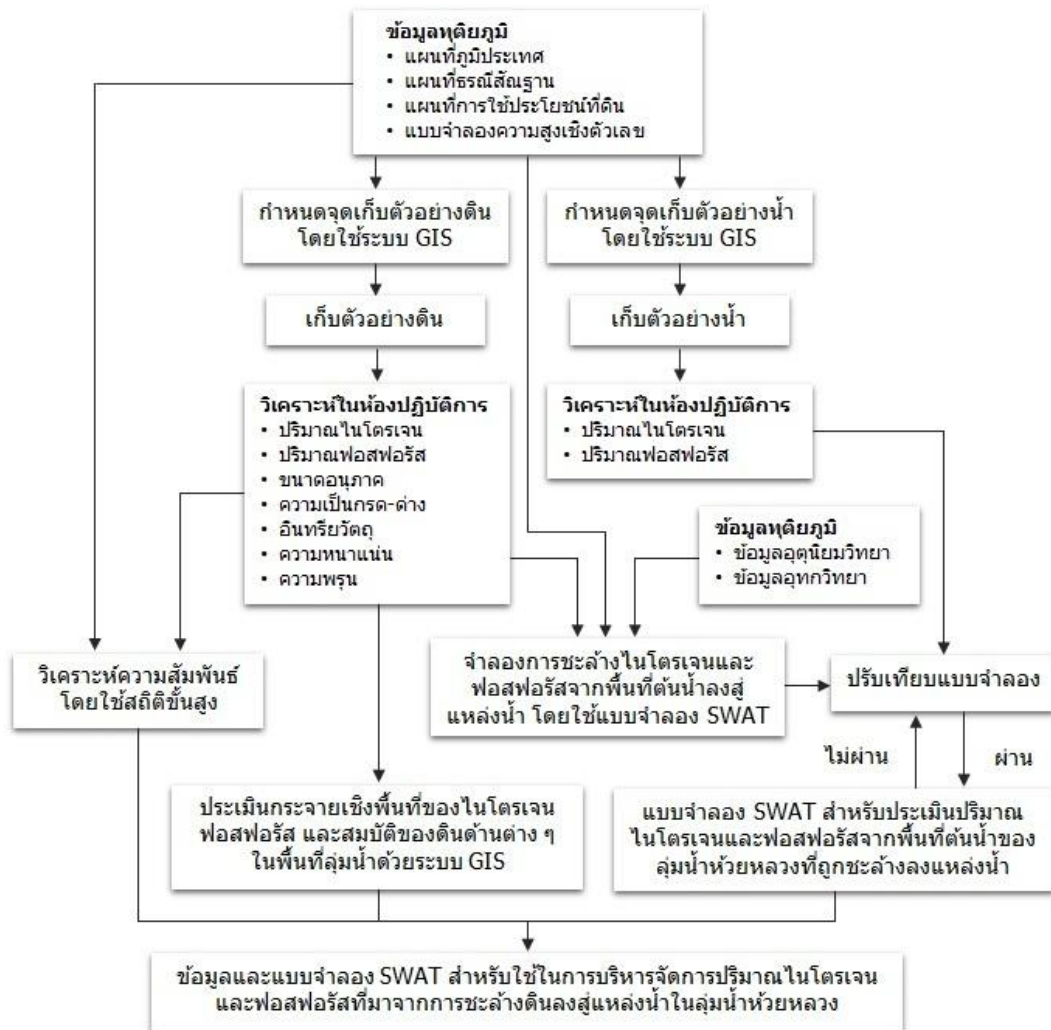 ข้อมูลทุติยภูมิ
• แผนที่ภูมิประเทศ
• แผนที่ธรณีสัณฐาน
• แผนที่การใช้ประโยชน์ที่ดิน
• แบบจำลองความสูงเชิงตัวเลข
กำหนดจุดเก็บตัวอย่างดิน
โดยใช้ระบบ GIS
กำหนดจุดเก็บตัวอย่างน้ำ
โดยใช้ระบบ GIS
เก็บตัวอย่างดิน
เก็บตัวอย่างน้ำ
วิเคราะห์ในห้องปฏิบัติการ
• ปริมาณไนโตรเจน
• ปริมาณฟอสฟอรัส
• ขนาดอนุภาค
• ความเป็นกรด-ด่าง
• อินทรียวัตถุ
• ความหนาแน่น
• ความพรุน
วิเคราะห์ในห้องปฏิบัติการ
• ปริมาณไนโตรเจน
• ปริมาณฟอสฟอรัส
ข้อมูลทุติยภูมิ
• ข้อมูลอุตุนิยมวิทยา
• ข้อมูลอุทกวิทยา
วิเคราะห์ความสัมพันธ์
โดยใช้สถิติขั้นสูง
จำลองการชะล้างไนโตรเจนและ
ฟอสฟอรัสจากพื้นที่ต้นน้ำลงสู่
แหล่งน้ำ โดยใช้แบบจำลอง SWAT
ปรับเทียบแบบจำลอง
ไม่ผ่าน
ผ่าน
ประเมินกระจายเชิงพื้นที่ของไนโตรเจน
ฟอสฟอรัส และสมบัติของดินด้านต่าง ๆ
ในพื้นที่ลุ่มน้ำด้วยระบบ GIS
แบบจำลอง SWAT สำหรับประเมินปริมาณ
ไนโตรเจนและฟอสฟอรัสจากพื้นที่ต้นน้ำของ
ลุ่มน้ำห้วยหลวงที่ถูกชะล้างลงแหล่งน้ำ
ข้อมูลและแบบจำลอง SWAT สำหรับใช้ในการบริหารจัดการปริมาณไนโตรเจน
และฟอสฟอรัสที่มาจากการชะล้างดินลงสู่แหล่งน้ำในลุ่มน้ำห้วยหลวง